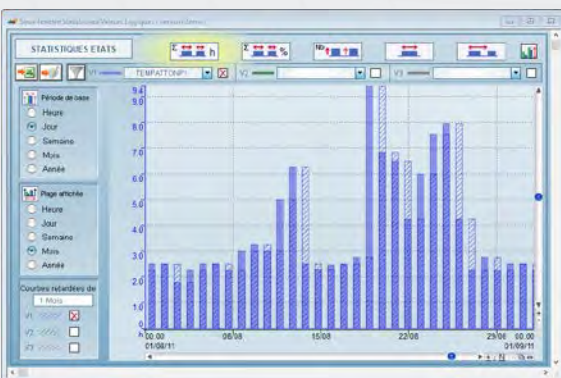 STATISTIQUES ETATS
Σ h
Σ %
Nb
V1
TEMPATTONP1
V2
V3
Période de base
Heure
Jour
Semaine
Mois
Année
Plage affichée
Heure
Jour
Semaine
Mois
Année
Courbes retardées de
1 Mois
V1
V2
V3
9.4
9.0
8.0
7.0
6.0
5.0
4.0
3.0
2.0
1.0
0
h
00:00 08/08 15/08 22/08 29/08 00:00
01/08/11 01/09/11